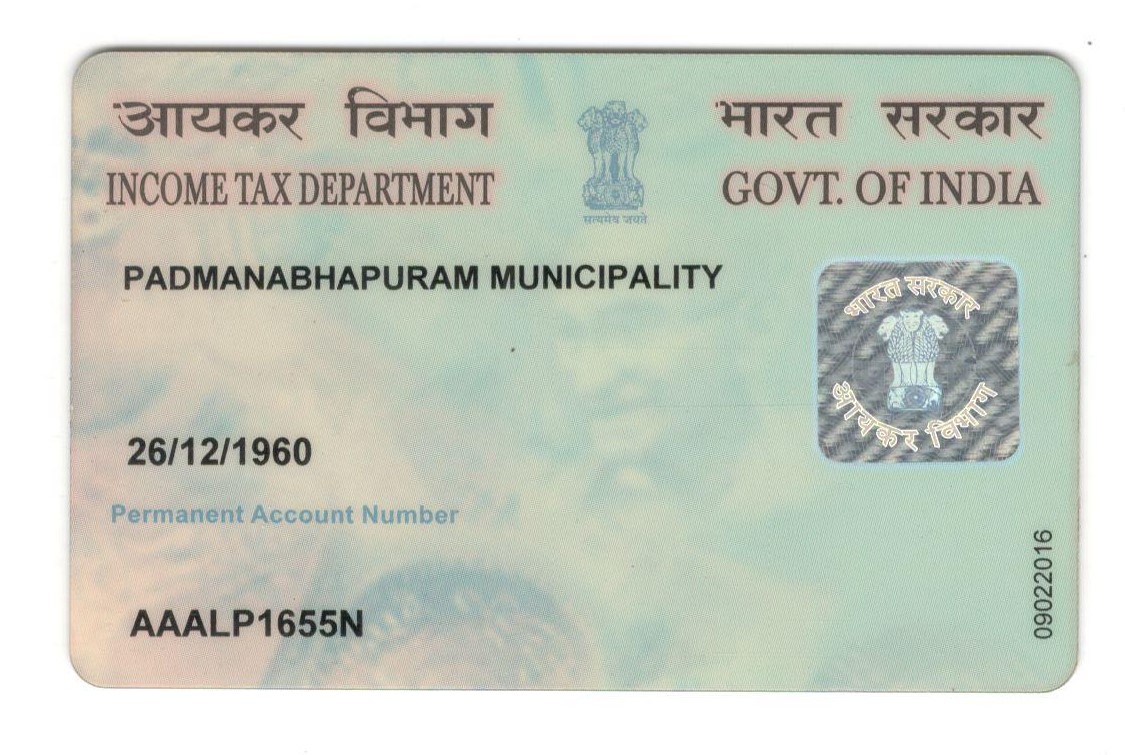 आयकर विभाग
भारत सरकार
INCOME TAX DEPARTMENT
GOVT. OF INDIA
सत्यमेव जयते
PADMANABHAPURAM MUNICIPALITY
भारत सरकार
आयकर विभाग
26/12/1960
Permanent Account Number
AAALP1655N
09022016